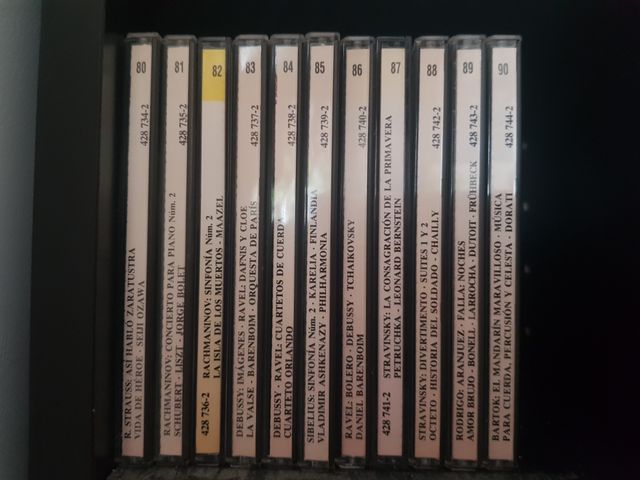 80
428 734-2
R. STRAUSS: ASÍ HABLÓ ZARATUSTRA
VIDA DE HEROE · SEIJI OZAWA
81
428 735-2
RACHMANINOV: CONCIERTO PARA PIANO Núm. 2
SCHUBERT · LISZT · JORGE BOLET
82
428 736-2
RACHMANINOV: SINFONÍA Núm. 2
LA ISLA DE LOS MUERTOS · MAAZEL
83
428 737-2
DEBUSSY: IMÁGENES · RAVEL: DAFNIS Y CLOE
LA VALSE · BARENBOIM · ORQUESTA DE PARÍS
84
428 738-2
DEBUSSY · RAVEL: CUARTETOS DE CUERDA
CUARTETO ORLANDO
85
428 739-2
SIBELIUS: SINFONÍA Núm. 2 · KARELIA · FINLANDIA
VLADIMIR ASHKENAZY · PHILHARMONIA
86
428 740-2
RAVEL: BOLERO · DEBUSSY · TCHAIKOVSKY
DANIEL BARENBOIM
87
428 741-2
STRAVINSKY: LA CONSAGRACIÓN DE LA PRIMAVERA
PETRUCHKA · LEONARD BERNSTEIN
88
428 742-2
STRAVINSKY: DIVERTIMENTO · SUITES 1 Y 2
OCTETO · HISTORIA DEL SOLDADO · CHAILLY
89
428 743-2
RODRIGO: ARANJUEZ · FALLA: NOCHES
AMOR BRUJO · BONELL · LARROCHA · DUTOIT · FRÜHBECK
90
428 744-2
BARTOK: EL MANDARÍN MARAVILLOSO · MÚSICA
PARA CUERDA, PERCUSIÓN Y CELESTA · DORATI